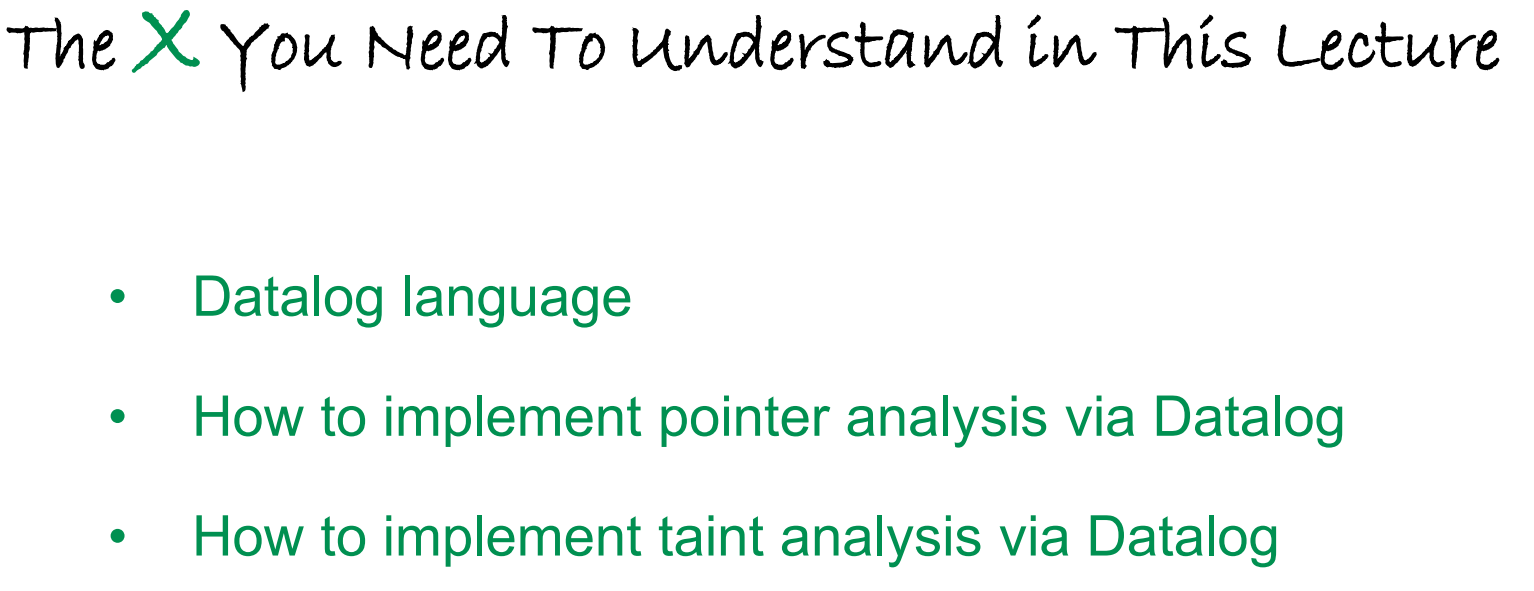 The X You Need To Understand in This Lecture
• Datalog language
• How to implement pointer analysis via Datalog
• How to implement taint analysis via Datalog